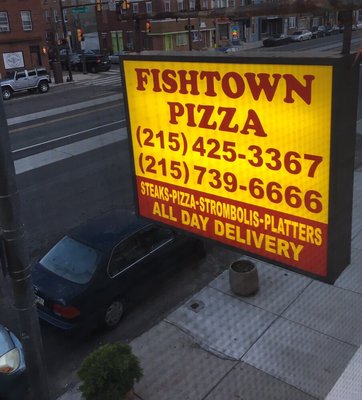 FISHTOWN
PIZZA
(215) 425-3367
(215) 739-6666
STEAKS-PIZZA-STROMBOLIS-PLATTERS
ALL DAY DELIVERY